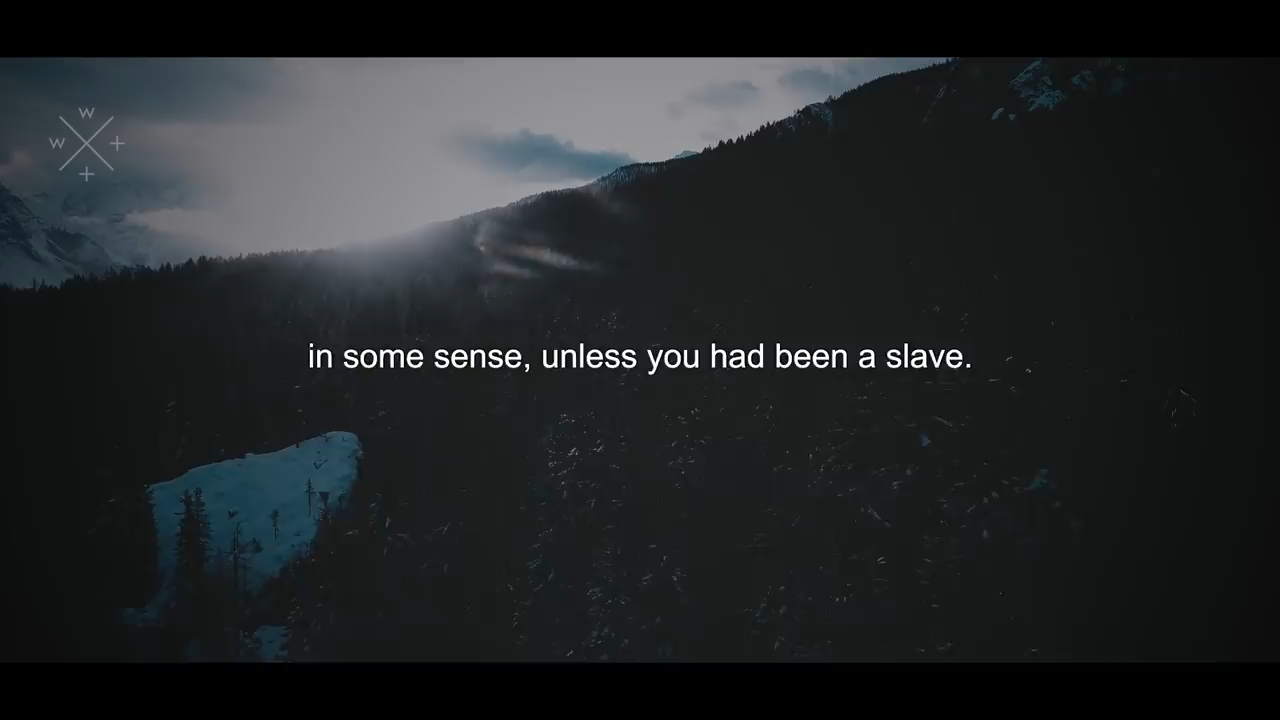 W
W +
+
in some sense, unless you had been a slave.